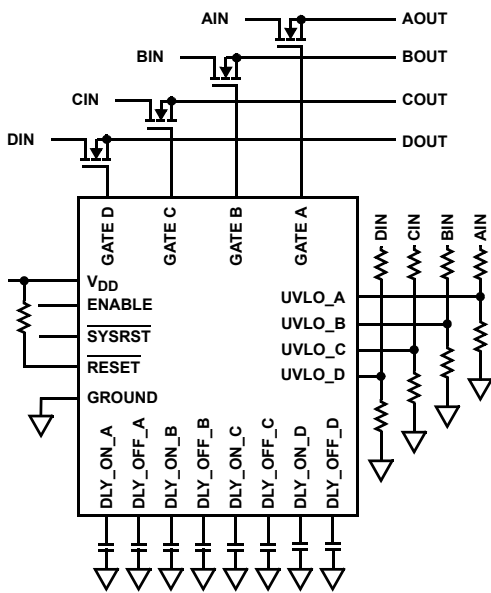 AIN AOUT
BIN BOUT
CIN COUT
DIN DOUT
GATE D
GATE C
GATE B
GATE A
DIN
CIN
BIN
AIN
VDD
ENABLE
SYSRST
RESET
GROUND
UVLO_A
UVLO_B
UVLO_C
UVLO_D
DLY_ON_A
DLY_OFF_A
DLY_ON_B
DLY_OFF_B
DLY_ON_C
DLY_OFF_C
DLY_ON_D
DLY_OFF_D